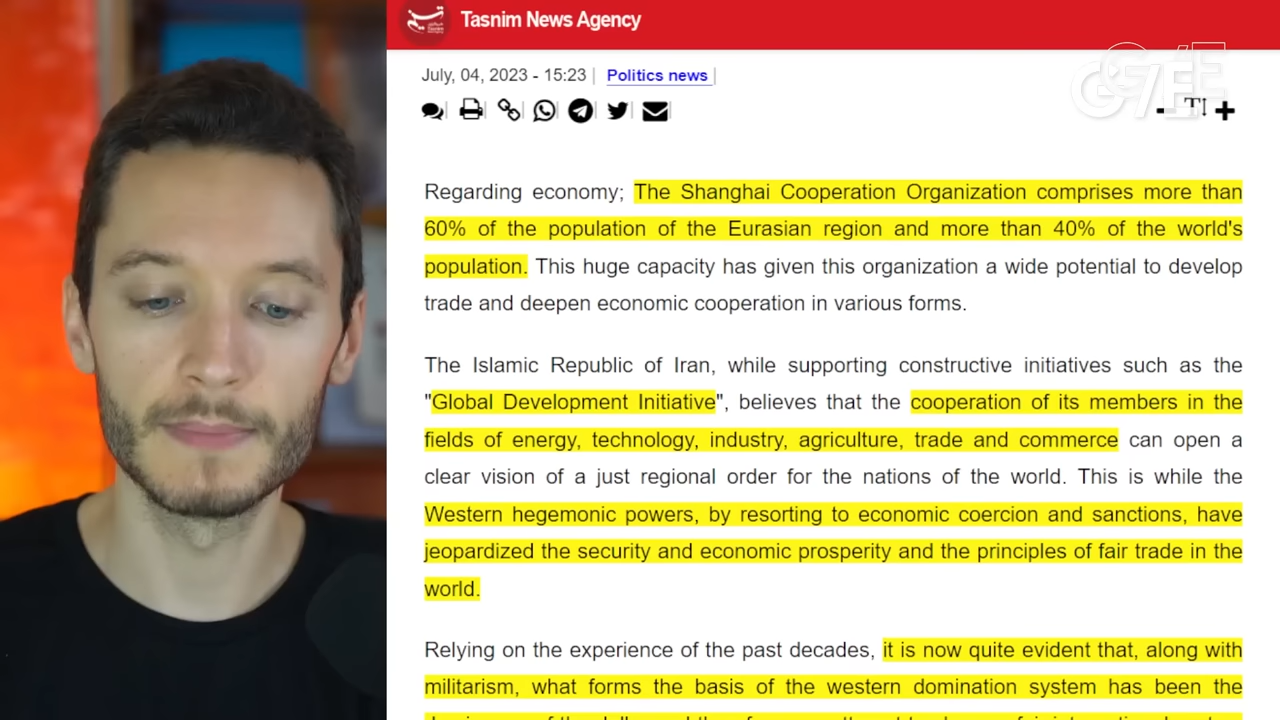 Tasnim News Agency
July, 04, 2023 - 15:23 | Politics news |
Regarding economy; The Shanghai Cooperation Organization comprises more than
60% of the population of the Eurasian region and more than 40% of the world's
population. This huge capacity has given this organization a wide potential to develop
trade and deepen economic cooperation in various forms.
The Islamic Republic of Iran, while supporting constructive initiatives such as the
"Global Development Initiative", believes that the cooperation of its members in the
fields of energy, technology, industry, agriculture, trade and commerce can open a
clear vision of a just regional order for the nations of the world. This is while the
Western hegemonic powers, by resorting to economic coercion and sanctions, have
jeopardized the security and economic prosperity and the principles of fair trade in the
world.
Relying on the experience of the past decades, it is now quite evident that, along with
militarism, what forms the basis of the western domination system has been the